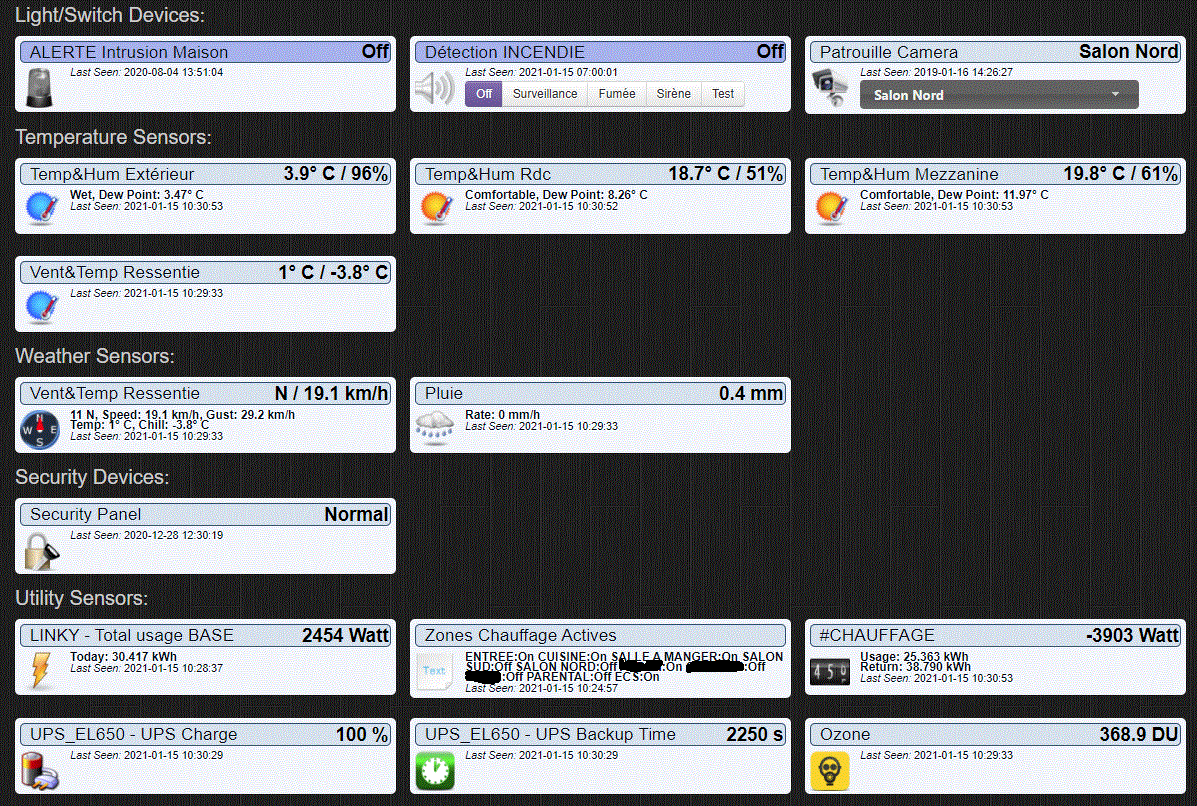 Light/Switch Devices:
ALERTE Intrusion Maison Off
Last Seen: 2020-08-04 13:51:04
Détection INCENDIE Off
Last Seen: 2021-01-15 07:00:01
Off Surveillance Fumée Sirène Test
Patrouille Camera Salon Nord
Last Seen: 2019-01-16 14:26:27
Salon Nord
Temperature Sensors:
Temp&Hum Extérieur 3.9° C / 96%
Wet, Dew Point: 3.47° C
Last Seen: 2021-01-15 10:30:53
Temp&Hum Rdc 18.7° C / 51%
Comfortable, Dew Point: 8.26° C
Last Seen: 2021-01-15 10:30:52
Temp&Hum Mezzanine 19.8° C / 61%
Comfortable, Dew Point: 11.97° C
Last Seen: 2021-01-15 10:30:53
Vent&Temp Ressentie 1° C / -3.8° C
Last Seen: 2021-01-15 10:29:33
Weather Sensors:
Vent&Temp Ressentie N / 19.1 km/h
N W E S
11 N, Speed: 19.1 km/h, Gust: 29.2 km/h
Temp: 1° C, Chill: -3.8° C
Last Seen: 2021-01-15 10:29:33
Pluie 0.4 mm
Rate: 0 mm/h
Last Seen: 2021-01-15 10:29:33
Security Devices:
Security Panel Normal
Last Seen: 2020-12-28 12:30:19
Utility Sensors:
LINKY - Total usage BASE 2454 Watt
Today: 30.417 kWh
Last Seen: 2021-01-15 10:28:37
Zones Chauffage Actives
Text
ENTREE:On CUISINE:On SALLE A MANGER:On SALON
SUD:Off SALON NORD:Off :On :Off
:Off PARENTAL:Off ECS:On
Last Seen: 2021-01-15 10:24:57
#CHAUFFAGE -3903 Watt
Usage: 25.363 kWh
Return: 38.790 kWh
Last Seen: 2021-01-15 10:30:53
UPS_EL650 - UPS Charge 100 %
Last Seen: 2021-01-15 10:30:29
UPS_EL650 - UPS Backup Time 2250 s
Last Seen: 2021-01-15 10:30:29
Ozone 368.9 DU
Last Seen: 2021-01-15 10:29:33